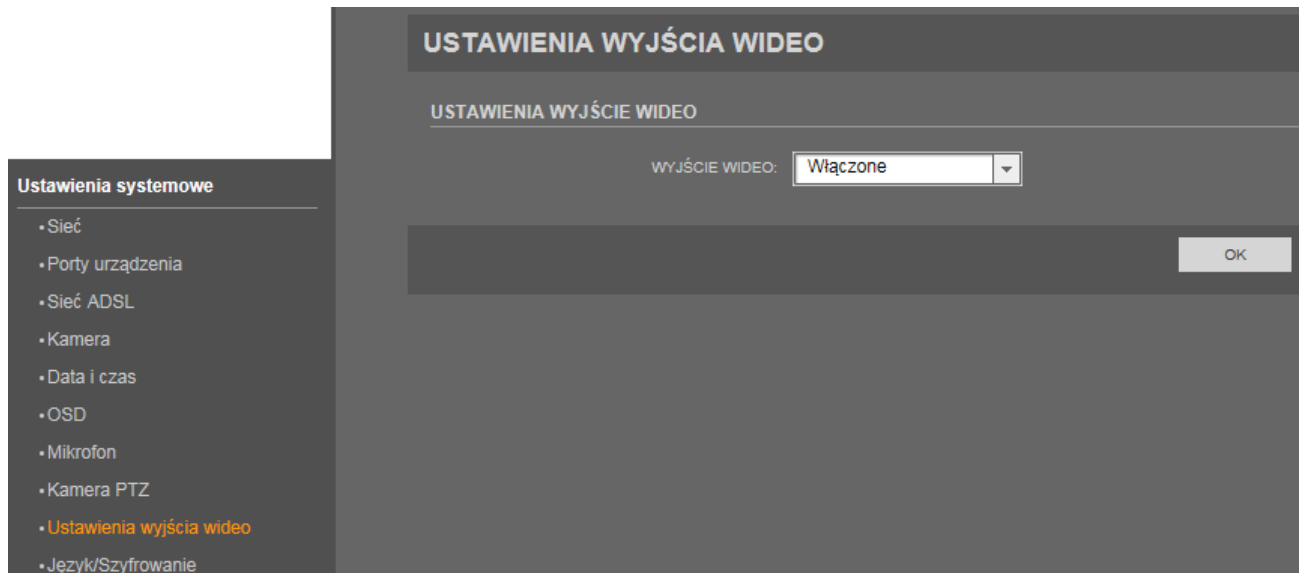 USTAWIENIA WYJŚCIA WIDEO
USTAWIENIA WYJŚCIE WIDEO
WYJŚCIE WIDEO: Włączone
OK
Ustawienia systemowe
•Sieć
•Porty urządzenia
•Sieć ADSL
•Kamera
•Data i czas
•OSD
•Mikrofon
•Kamera PTZ
•Ustawienia wyjścia wideo
•Język/Szyfrowanie